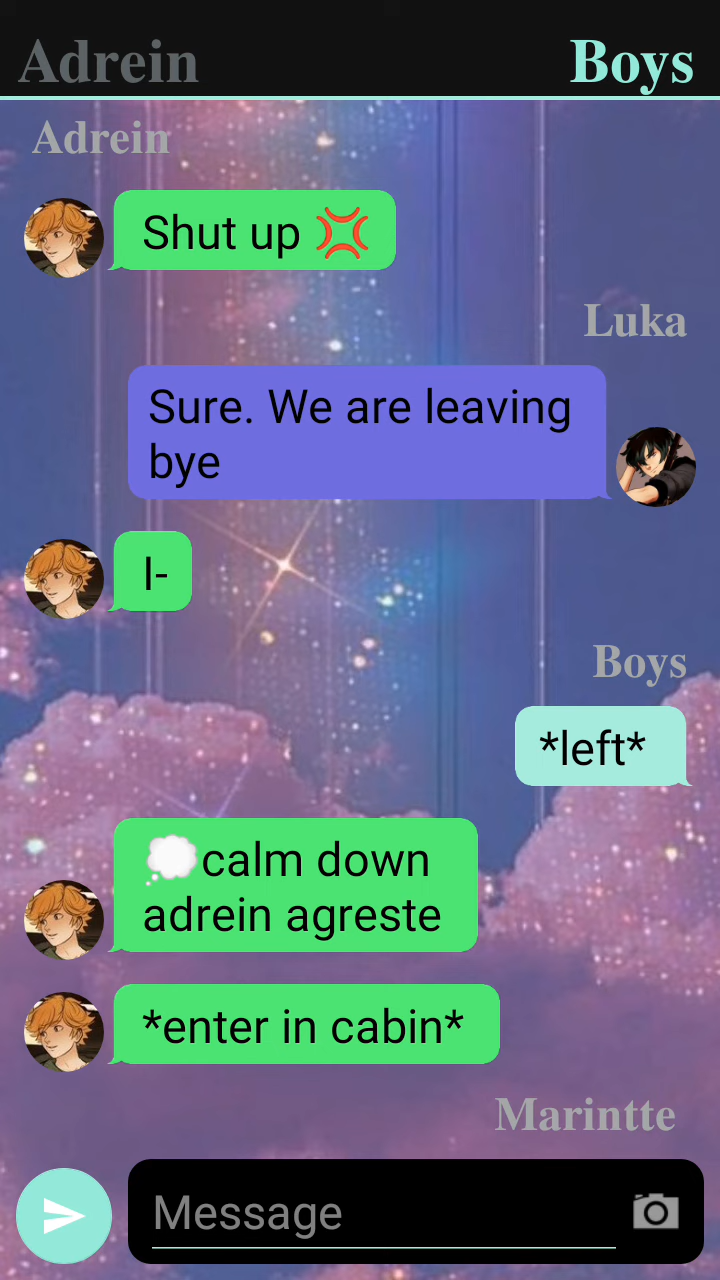 Adrein
Boys
Adrein
Shut up 💢
Luka
Sure. We are leaving
bye
I-
Boys
*left*
💭calm down
adrein agreste
*enter in cabin*
Marintte
Message